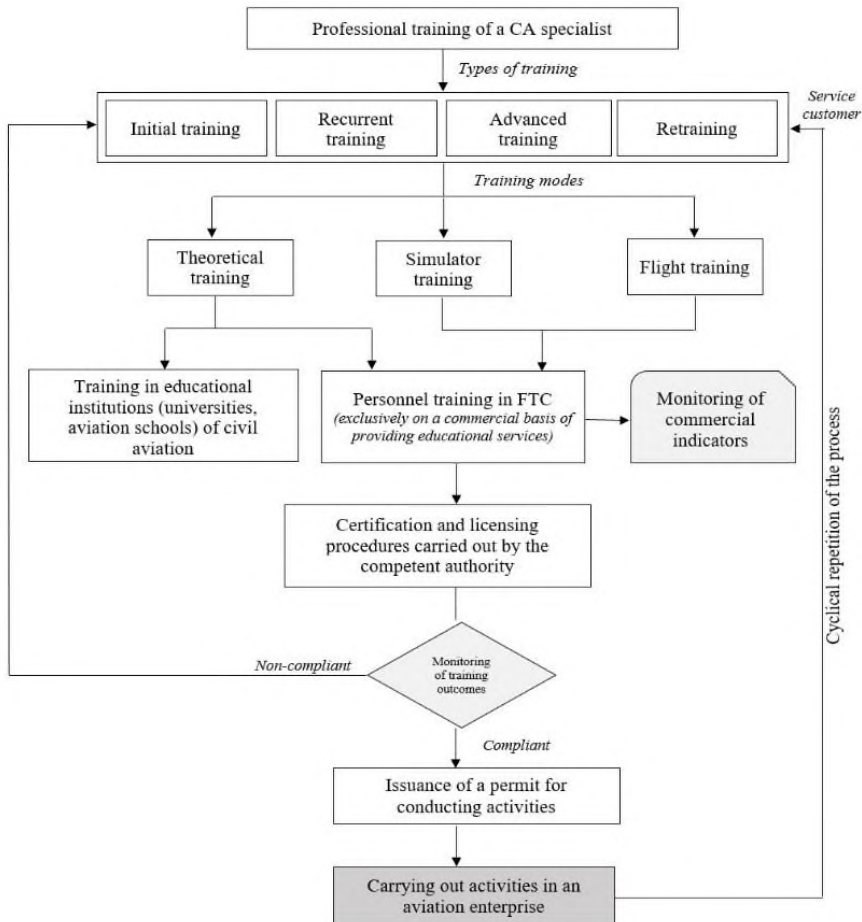 Professional training of a CA specialist
Types of training
Service
customer
Initial training
Recurrent
training
Advanced
training
Retraining
Training modes
Theoretical
training
Simulator
training
Flight training
Training in educational
institutions (universities,
aviation schools) of civil
aviation
Personnel training in FTC
(exclusively on a commercial basis of
providing educational services)
Monitoring of
commercial
indicators
Certification and licensing
procedures carried out by the
competent authority
Cyclical repetition of the process
Non-compliant
Monitoring
of training
outcomes
Compliant
Issuance of a permit for
conducting activities
Carrying out activities in an
aviation enterprise